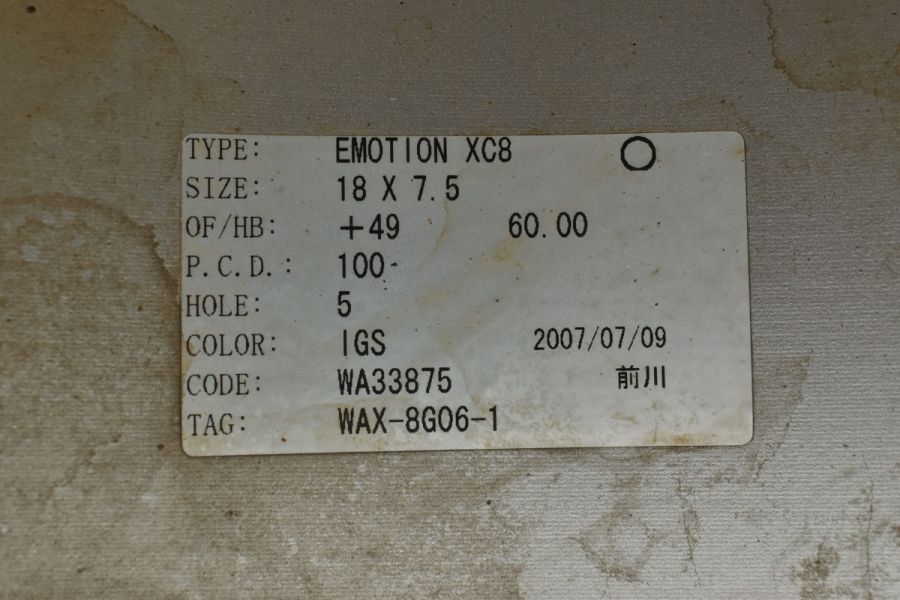 TYPE: EMOTION XC8 ○
SIZE: 18 X 7.5
OF/HB: +49 60.00
P.C.D.: 100-
HOLE: 5
COLOR: IGS 2007/07/09
CODE: WA33875 前川
TAG: WAX-8G06-1